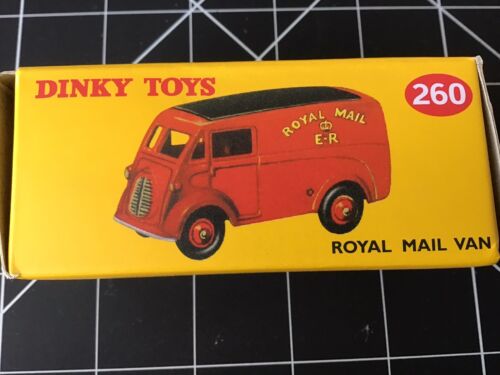 DINKY TOYS
260
ROYAL MAIL
E R
ROYAL MAIL VAN